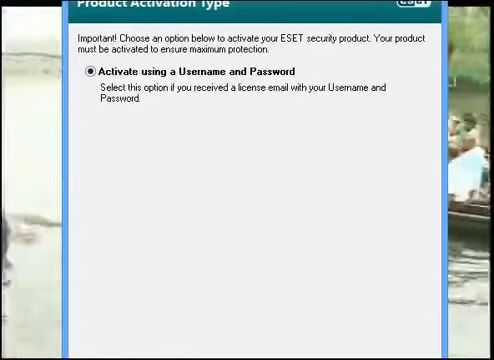 Product Activation Type
eset
Important! Choose an option below to activate your ESET security product. Your product
must be activated to ensure maximum protection.
Activate using a Username and Password
Select this option if you received a license email with your Username and
Password.